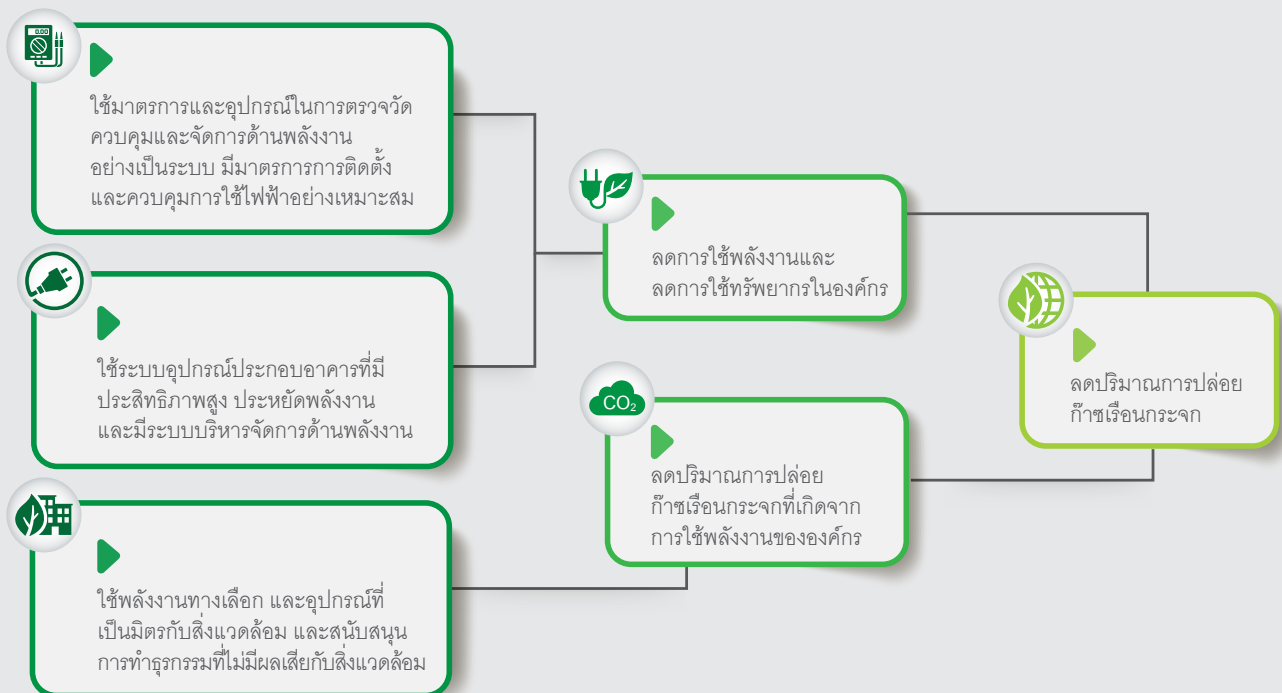 0.00
ใช้มาตรการและอุปกรณ์ในการตรวจวัด
ควบคุมและจัดการด้านพลังงาน
อย่างเป็นระบบ มีมาตรการการติดตั้ง
และควบคุมการใช้ไฟฟ้าอย่างเหมาะสม
ใช้ระบบอุปกรณ์ประกอบอาคารที่มี
ประสิทธิภาพสูง ประหยัดพลังงาน
และมีระบบบริหารจัดการด้านพลังงาน
ใช้พลังงานทางเลือก และอุปกรณ์ที่
เป็นมิตรกับสิ่งแวดล้อม และสนับสนุน
การทำธุรกรรมที่ไม่มีผลเสียกับสิ่งแวดล้อม
ลดการใช้พลังงานและ
ลดการใช้ทรัพยากรในองค์กร
CO₂
ลดปริมาณการปล่อย
ก๊าซเรือนกระจกที่เกิดจาก
การใช้พลังงานขององค์กร
ลดปริมาณการปล่อย
ก๊าซเรือนกระจก